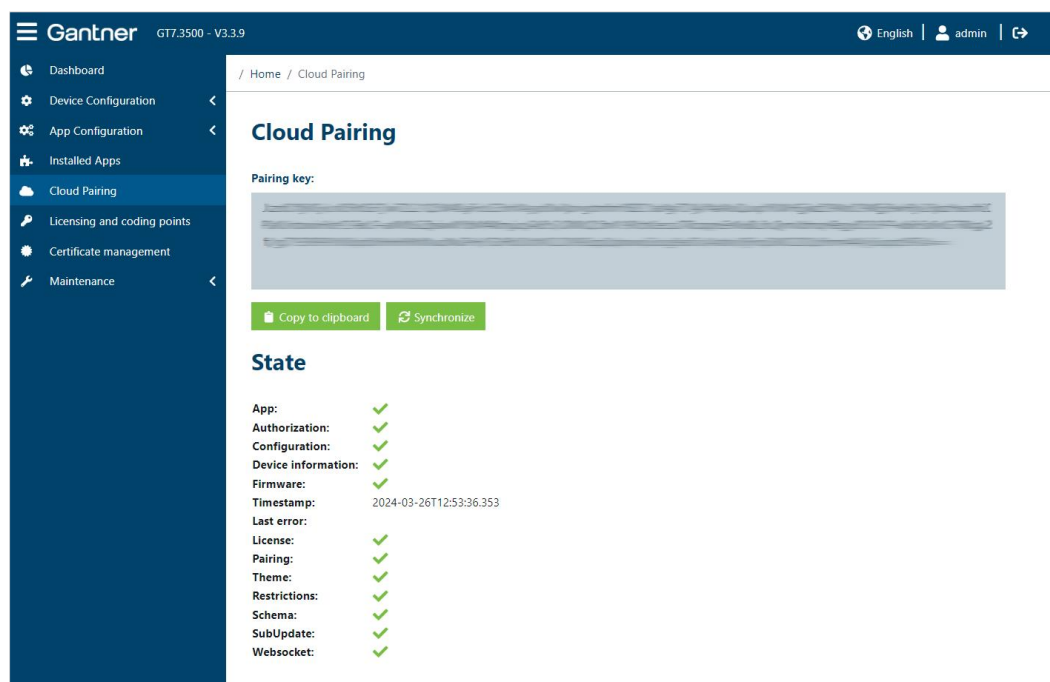 Gantner GT7.3500 - V3.3.9
English | admin |
Dashboard
Device Configuration
App Configuration
Installed Apps
Cloud Pairing
Licensing and coding points
Certificate management
Maintenance
/ Home / Cloud Pairing
Cloud Pairing
Pairing key:
Copy to clipboard
Synchronize
State
App:
Authorization:
Configuration:
Device information:
Firmware:
Timestamp: 2024-03-26T12:53:36.353
Last error:
License:
Pairing:
Theme:
Restrictions:
Schema:
SubUpdate:
Websocket: